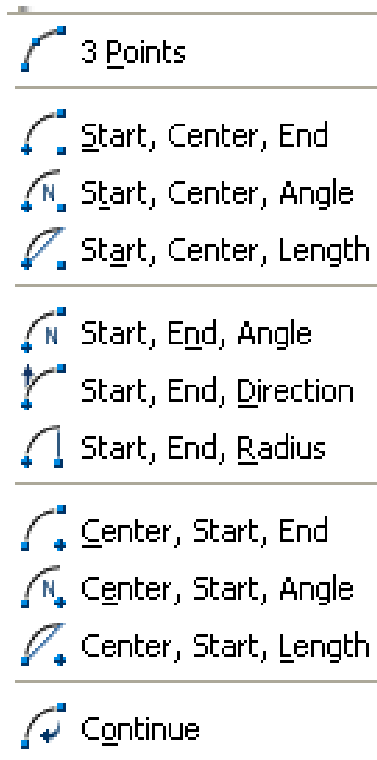 3 Points
Start, Center, End
Start, Center, Angle
Start, Center, Length
Start, End, Angle
Start, End, Direction
Start, End, Radius
Center, Start, End
Center, Start, Angle
Center, Start, Length
Continue